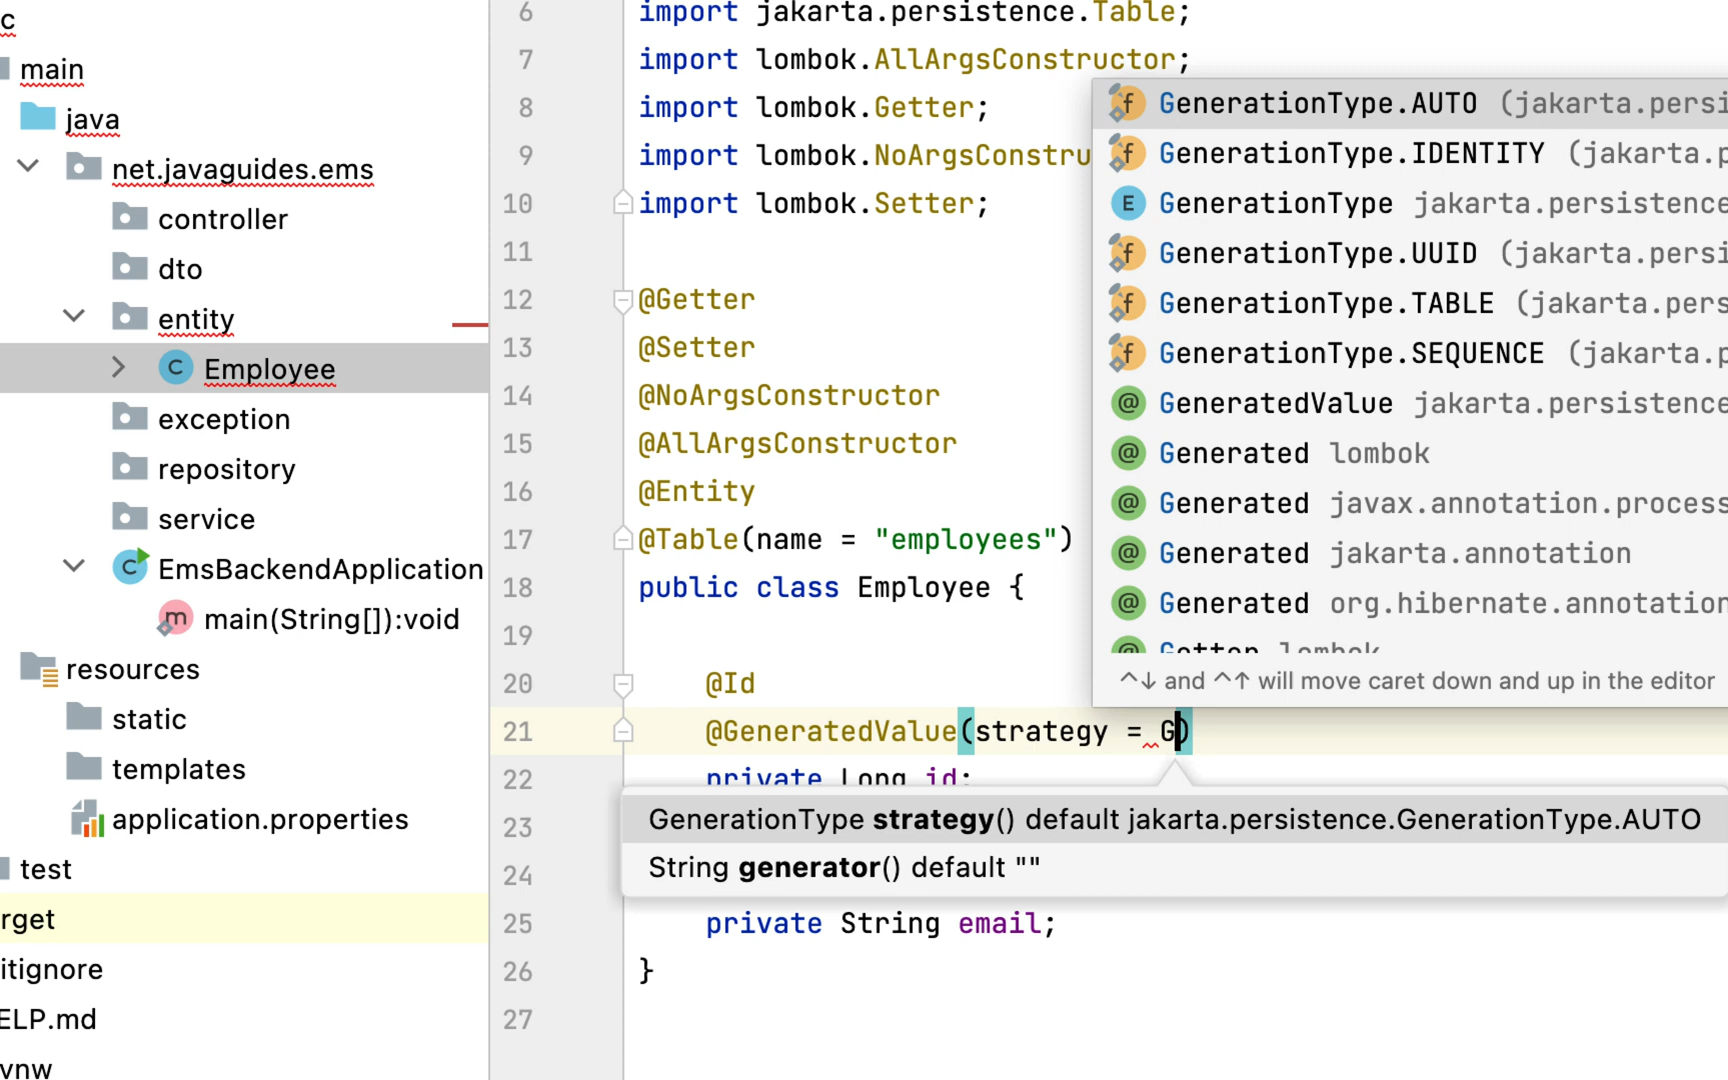 c
main
java
net.javaguides.ems
controller
dto
entity
Employee
exception
repository
service
EmsBackendApplication
main(String[]):void
resources
static
templates
application.properties
test
rget
itignore
ELP.md
vnw
6 import jakarta.persistence.Table;
7 import lombok.AllArgsConstructor;
8 import lombok.Getter;
9 import lombok.NoArgsConstru
10 import lombok.Setter;
11
12 @Getter
13 @Setter
14 @NoArgsConstructor
15 @AllArgsConstructor
16 @Entity
17 @Table(name = "employees")
18 public class Employee {
19
20 @Id
21 @GeneratedValue(strategy = G)
22 private Long id;
23
24
25 private String email;
26 }
27
GenerationType.AUTO (jakarta.persi
GenerationType.IDENTITY (jakarta.p
GenerationType jakarta.persistence
GenerationType.UUID (jakarta.persi
GenerationType.TABLE (jakarta.pers
GenerationType.SEQUENCE (jakarta.p
GeneratedValue jakarta.persistence
Generated lombok
Generated javax.annotation.process
Generated jakarta.annotation
Generated org.hibernate.annotation
Getter lombok
^↓ and ^↑ will move caret down and up in the editor
GenerationType strategy() default jakarta.persistence.GenerationType.AUTO
String generator() default ""